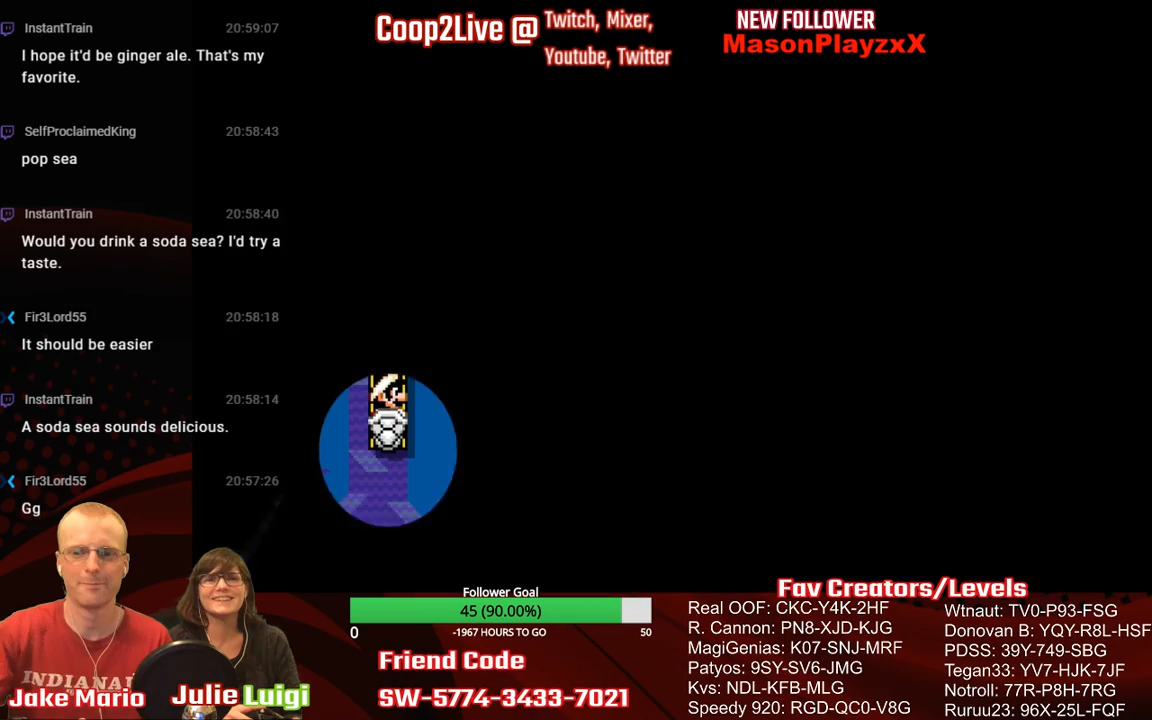 InstantTrain 20:59:07
I hope it'd be ginger ale. That's my
favorite.
SelfProclaimedKing 20:58:43
pop sea
InstantTrain 20:58:40
Would you drink a soda sea? I'd try a
taste.
Fir3Lord55 20:58:18
It should be easier
InstantTrain 20:58:14
A soda sea sounds delicious.
Fir3Lord55 20:57:26
Gg
Coop2Live @ Twitch, Mixer,
Youtube, Twitter
NEW FOLLOWER
MasonPlayzxX
INDIANA
Jake Mario
Julie Luigi
Follower Goal
45 (90.00%)
0 -1967 HOURS TO GO 50
Friend Code
SW-5774-3433-7021
Fav Creators/Levels
Real OOF: CKC-Y4K-2HF
R. Cannon: PN8-XJD-KJG
MagiGenias: K07-SNJ-MRF
Patyos: 9SY-SV6-JMG
Kvs: NDL-KFB-MLG
Speedy 920: RGD-QC0-V8G
Wtnaut: TV0-P93-FSG
Donovan B: YQY-R8L-HSF
PDSS: 39Y-749-SBG
Tegan33: YV7-HJK-7JF
Notroll: 77R-P8H-7RG
Ruruu23: 96X-25L-FQF